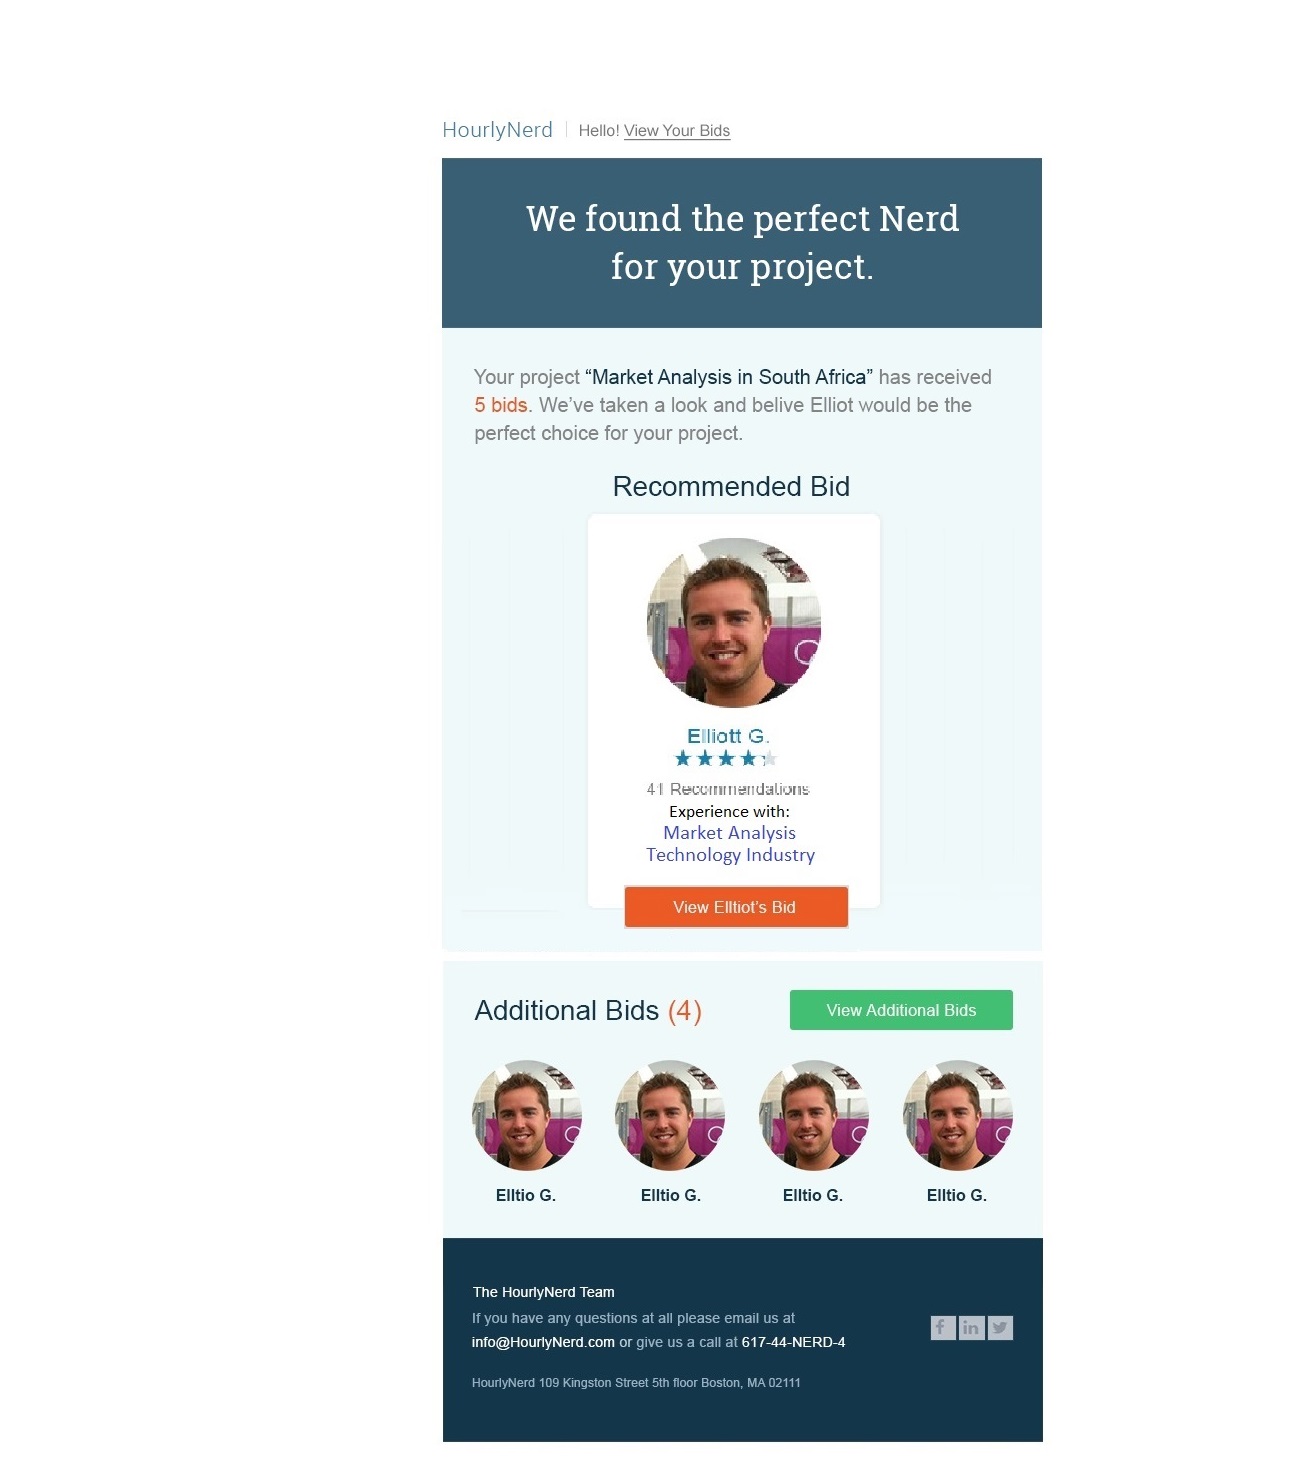 HourlyNerd Hello! View Your Bids
We found the perfect Nerd
for your project.
Your project “Market Analysis in South Africa” has received
5 bids. We’ve taken a look and belive Elliot would be the
perfect choice for your project.
Recommended Bid
Elliott G.
41 Recommendations
Experience with:
Market Analysis
Technology Industry
View Elltiot’s Bid
Additional Bids (4) View Additional Bids
Elltio G. Elltio G. Elltio G. Elltio G.
The HourlyNerd Team
If you have any questions at all please email us at
info@HourlyNerd.com or give us a call at 617-44-NERD-4
HourlyNerd 109 Kingston Street 5th floor Boston, MA 02111